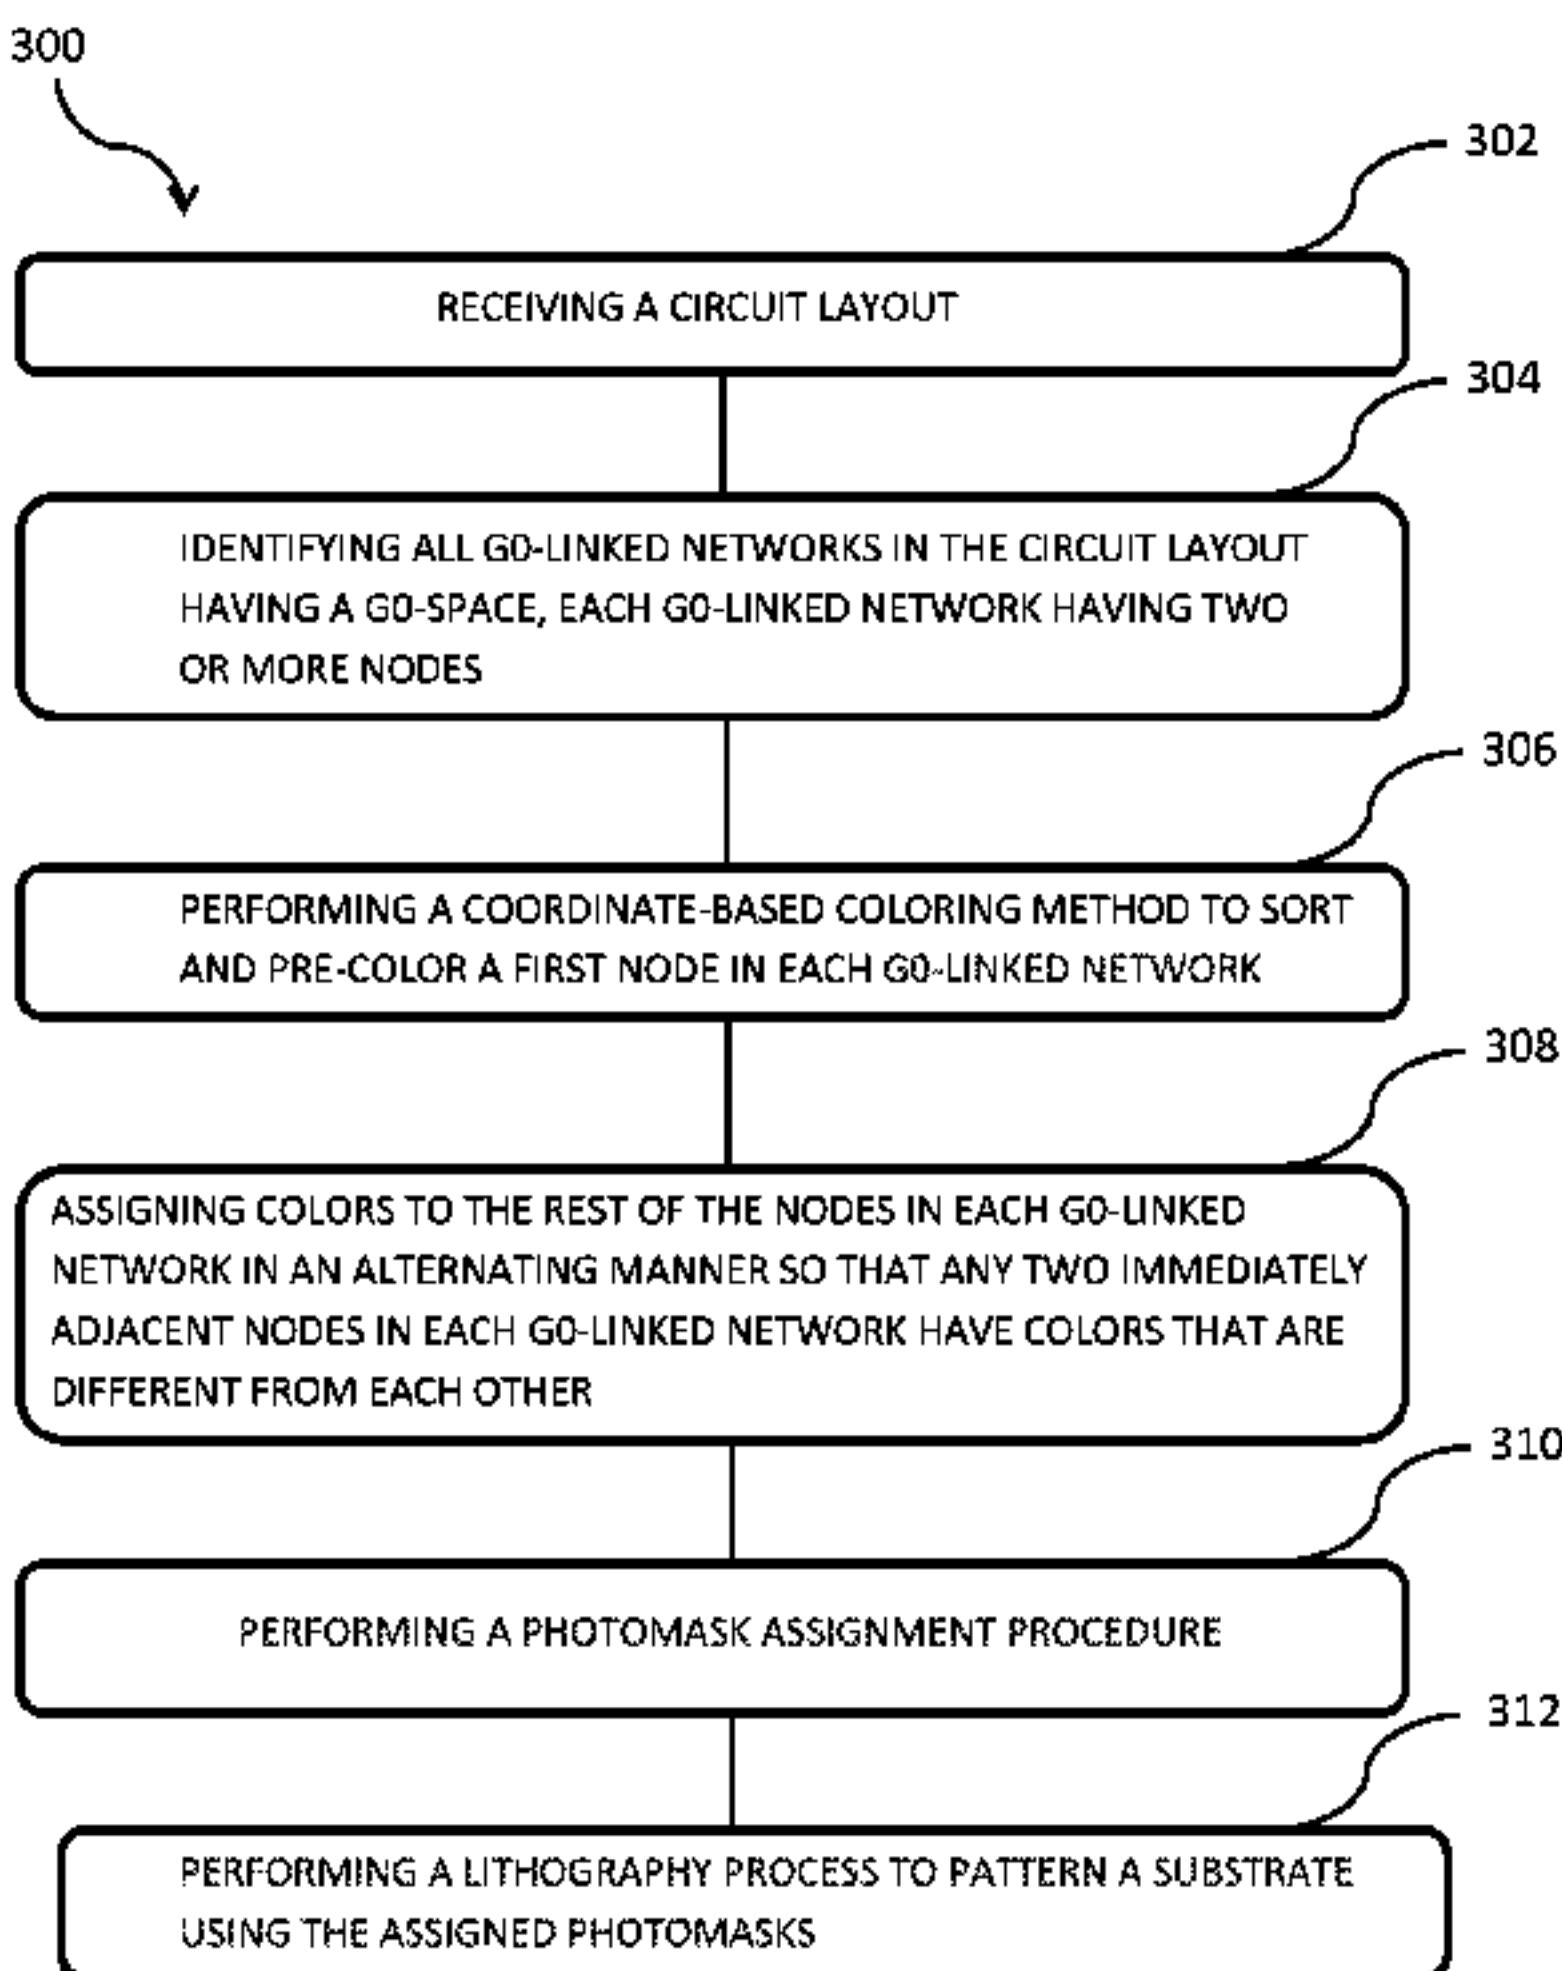 300
302
RECEIVING A CIRCUIT LAYOUT
304
IDENTIFYING ALL G0-LINKED NETWORKS IN THE CIRCUIT LAYOUT
HAVING A G0-SPACE, EACH G0-LINKED NETWORK HAVING TWO
OR MORE NODES
306
PERFORMING A COORDINATE-BASED COLORING METHOD TO SORT
AND PRE-COLOR A FIRST NODE IN EACH G0-LINKED NETWORK
308
ASSIGNING COLORS TO THE REST OF THE NODES IN EACH G0-LINKED
NETWORK IN AN ALTERNATING MANNER SO THAT ANY TWO IMMEDIATELY
ADJACENT NODES IN EACH G0-LINKED NETWORK HAVE COLORS THAT ARE
DIFFERENT FROM EACH OTHER
310
PERFORMING A PHOTOMASK ASSIGNMENT PROCEDURE
312
PERFORMING A LITHOGRAPHY PROCESS TO PATTERN A SUBSTRATE
USING THE ASSIGNED PHOTOMASKS